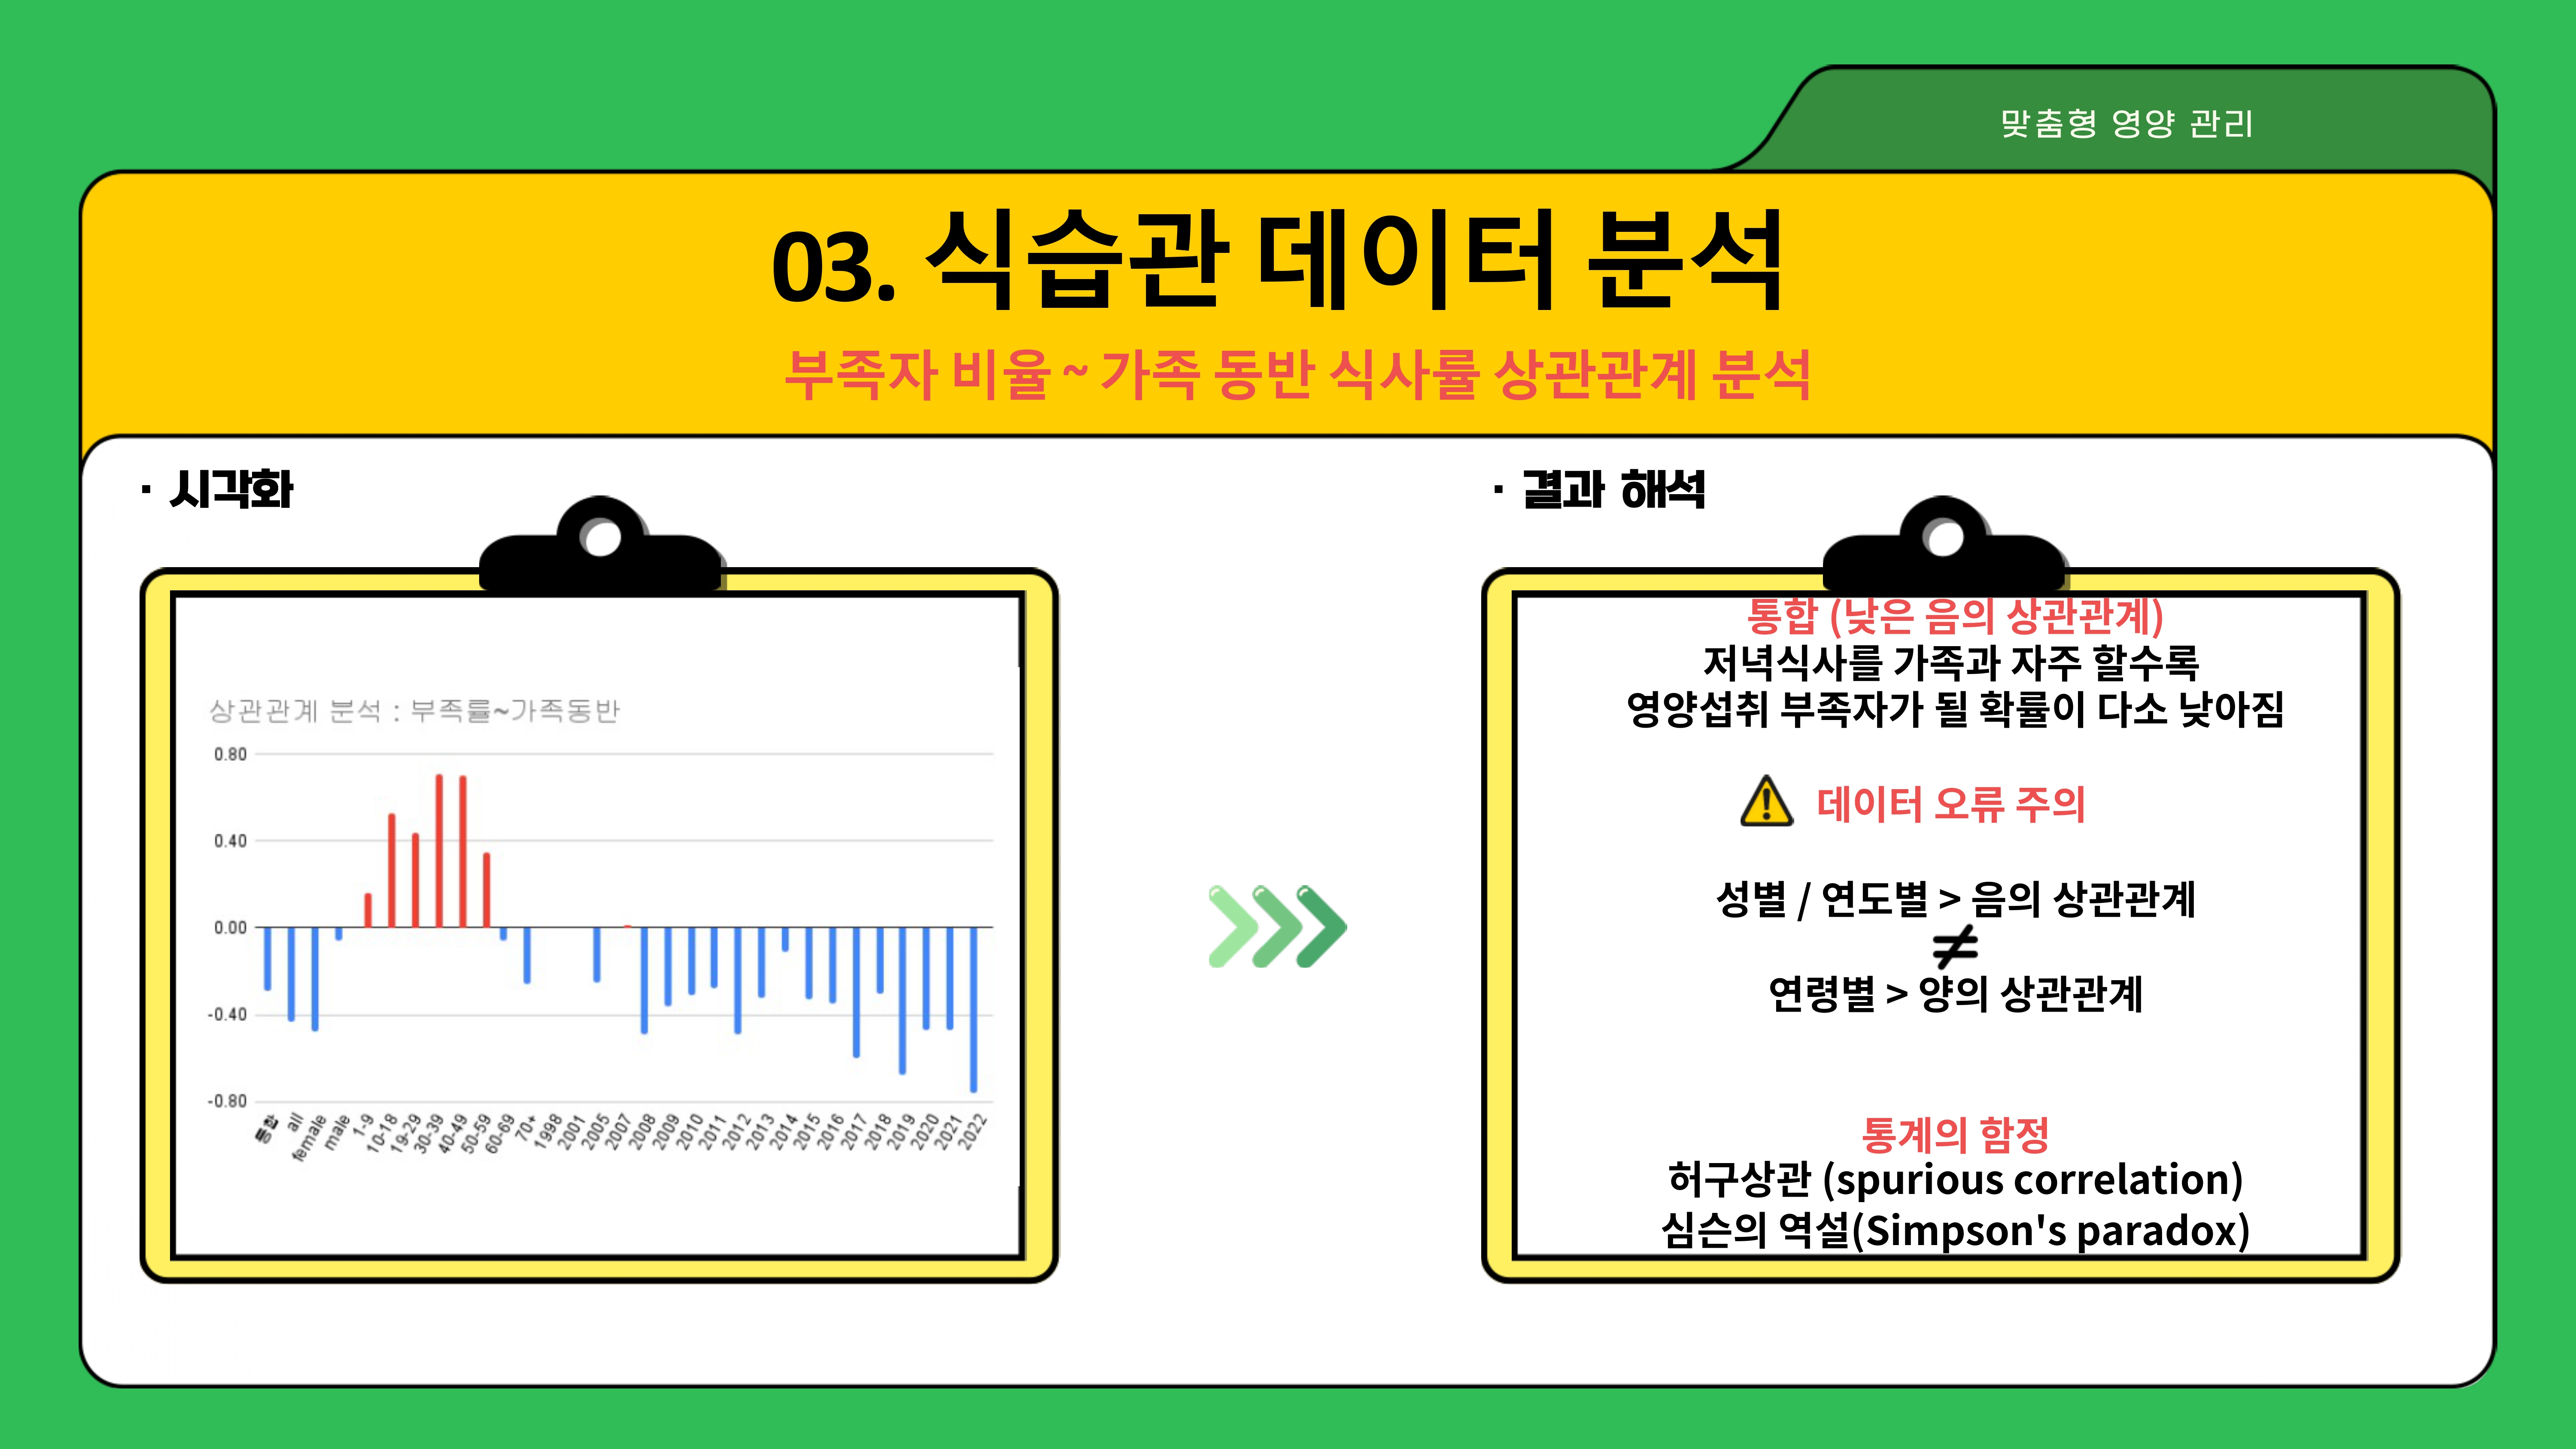 맞춤형 영양 관리
03. 식습관 데이터 분석
부족자 비율 ~ 가족 동반 식사률 상관관계 분석
· 시각화
상관관계 분석 : 부족률~가족동반
0.80
0.40
0.00
-0.40
-0.80
통합
all
female
male
1-9
10-18
19-29
30-39
40-49
50-59
60-69
70+
1998
2001
2005
2007
2008
2009
2010
2011
2012
2013
2014
2015
2016
2017
2018
2019
2020
2021
2022
· 결과 해석
통합 (낮은 음의 상관관계)
저녁식사를 가족과 자주 할수록
영양섭취 부족자가 될 확률이 다소 낮아짐
데이터 오류 주의
성별 / 연도별 > 음의 상관관계
≠
연령별 > 양의 상관관계
통계의 함정
허구상관 (spurious correlation)
심슨의 역설(Simpson's paradox)